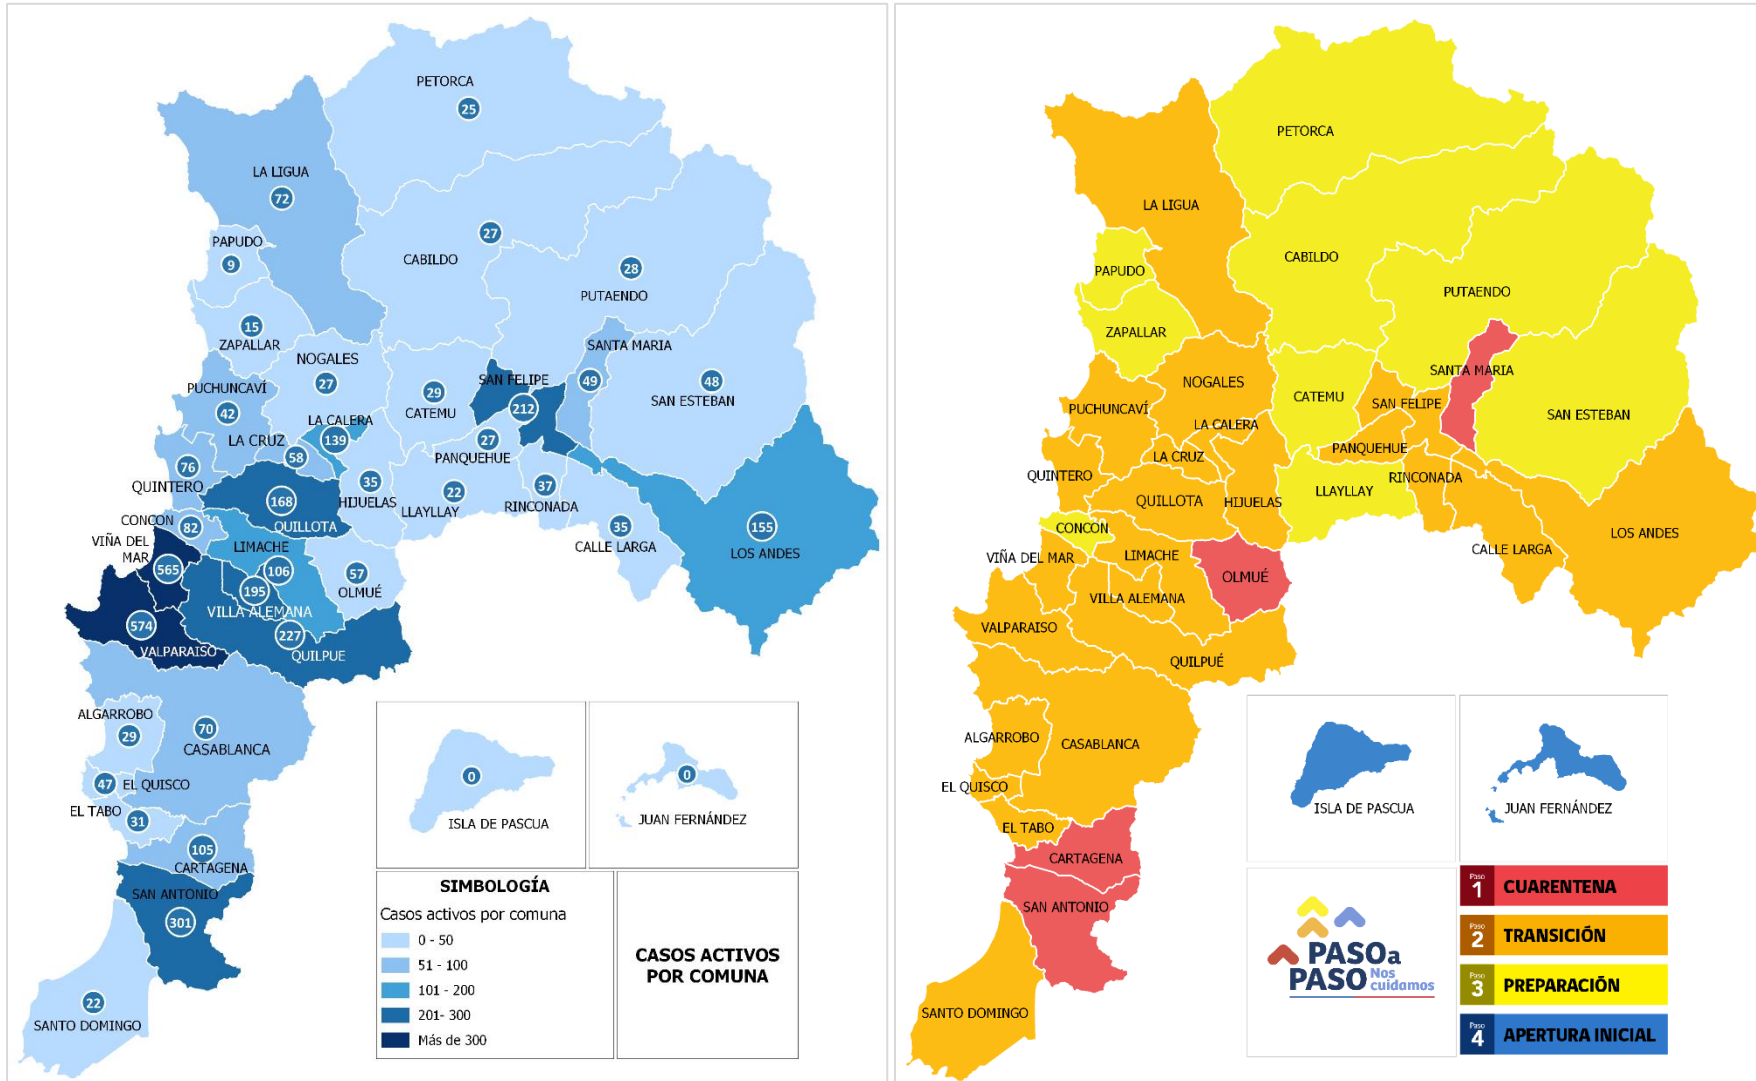 PETORCA
25
LA LIGUA
72
PAPUDO
9
CABILDO
27
28
PUTAENDO
15
ZAPALLAR
NOGALES
27
SANTA MARIA
49
48
SAN ESTEBAN
SAN FELIPE
212
29
CATEMU
PUCHUNCAVÍ
42
LA CALERA
139
LA CRUZ
58
27
PANQUEHUE
76
QUINTERO
35
HIJUELAS
22
LLAYLLAY
37
RINCONADA
168
QUILLOTA
CONCON
82
35
CALLE LARGA
155
LOS ANDES
VIÑA DEL
MAR
565
LIMACHE
106
57
OLMUÉ
195
VILLA ALEMANA
574
VALPARAISO
227
QUILPUE
ALGARROBO
29
70
CASABLANCA
47
EL QUISCO
EL TABO
31
105
CARTAGENA
SAN ANTONIO
301
22
SANTO DOMINGO
0
ISLA DE PASCUA
0
JUAN FERNÁNDEZ
SIMBOLOGÍA
Casos activos por comuna
0 - 50
51 - 100
101 - 200
201- 300
Más de 300
CASOS ACTIVOS
POR COMUNA
PETORCA
LA LIGUA
CABILDO
PAPUDO
PUTAENDO
ZAPALLAR
SANTA MARIA
NOGALES
CATEMU
SAN FELIPE
PUCHUNCAVÍ
SAN ESTEBAN
LA CALERA
PANQUEHUE
LA CRUZ
QUINTERO
RINCONADA
LLAYLLAY
QUILLOTA
HIJUELAS
CONCÓN
LOS ANDES
CALLE LARGA
VIÑA DEL MAR
LIMACHE
OLMUÉ
VILLA ALEMANA
VALPARAISO
QUILPUÉ
ALGARROBO
CASABLANCA
EL QUISCO
EL TABO
CARTAGENA
SAN ANTONIO
SANTO DOMINGO
ISLA DE PASCUA
JUAN FERNÁNDEZ
PASOa
PASO Nos
cuidamos
Paso
1 CUARENTENA
Paso
2 TRANSICIÓN
Paso
3 PREPARACIÓN
Paso
4 APERTURA INICIAL